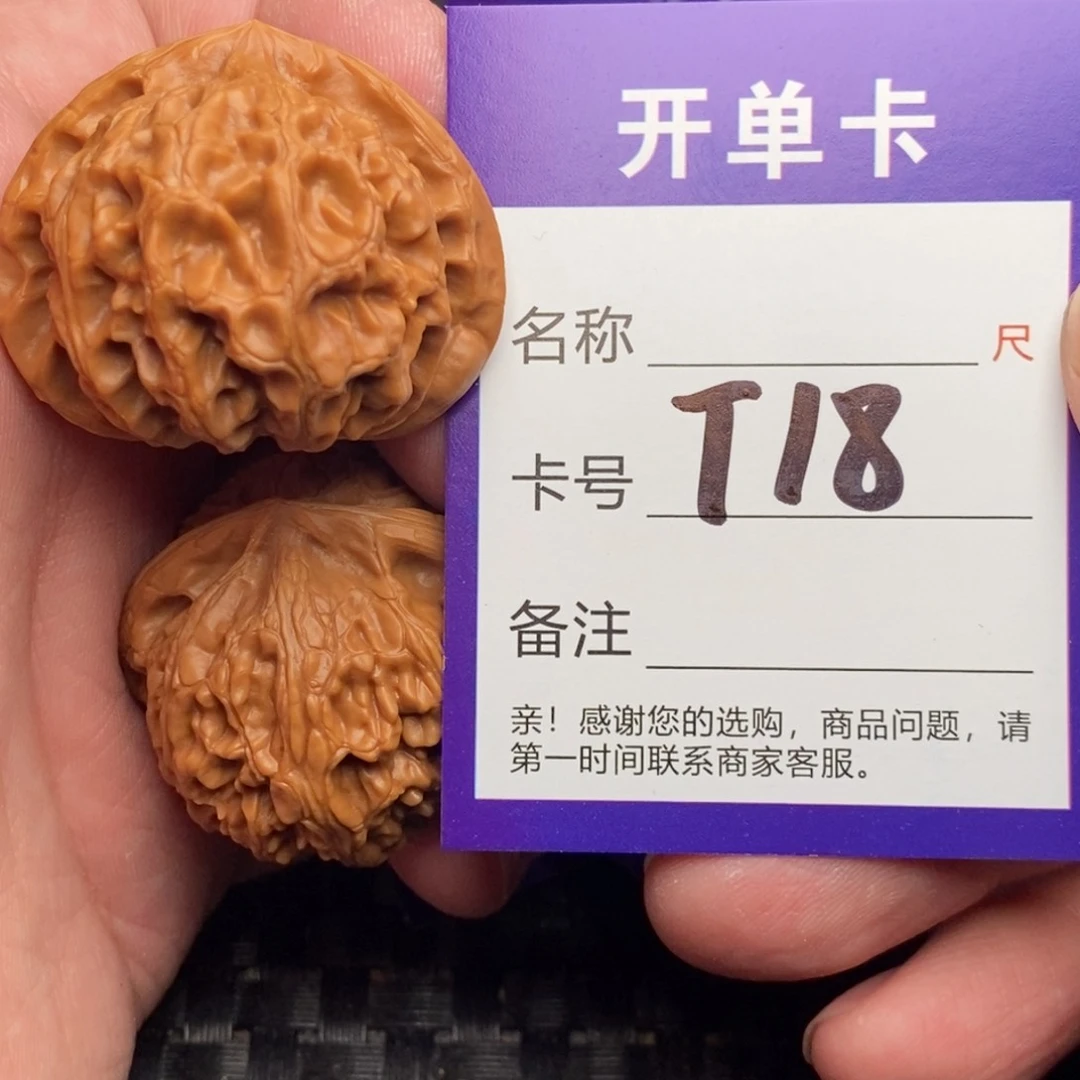 开单卡
名称 尺
卡号 T18
备注
亲！感谢您的选购，商品问题，请
第一时间联系商家客服。